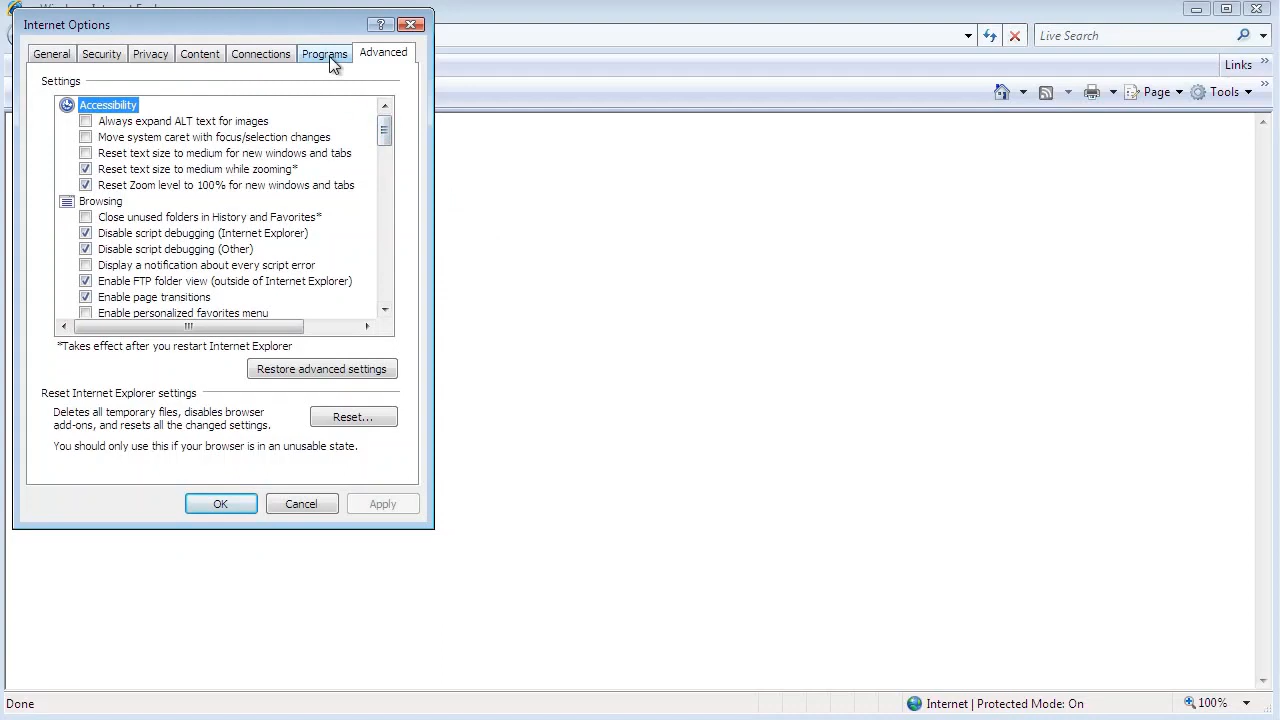 Internet Options
Live Search
General Security Privacy Content Connections Programs Advanced
Links
Settings
Page Tools
Accessibility
Always expand ALT text for images
Move system caret with focus/selection changes
Reset text size to medium for new windows and tabs
Reset text size to medium while zooming*
Reset Zoom level to 100% for new windows and tabs
Browsing
Close unused folders in History and Favorites*
Disable script debugging (Internet Explorer)
Disable script debugging (Other)
Display a notification about every script error
Enable FTP folder view (outside of Internet Explorer)
Enable page transitions
Enable personalized favorites menu
*Takes effect after you restart Internet Explorer
Restore advanced settings
Reset Internet Explorer settings
Deletes all temporary files, disables browser
add-ons, and resets all the changed settings.
Reset...
You should only use this if your browser is in an unusable state.
OK Cancel Apply
Done
Internet | Protected Mode: On
100%